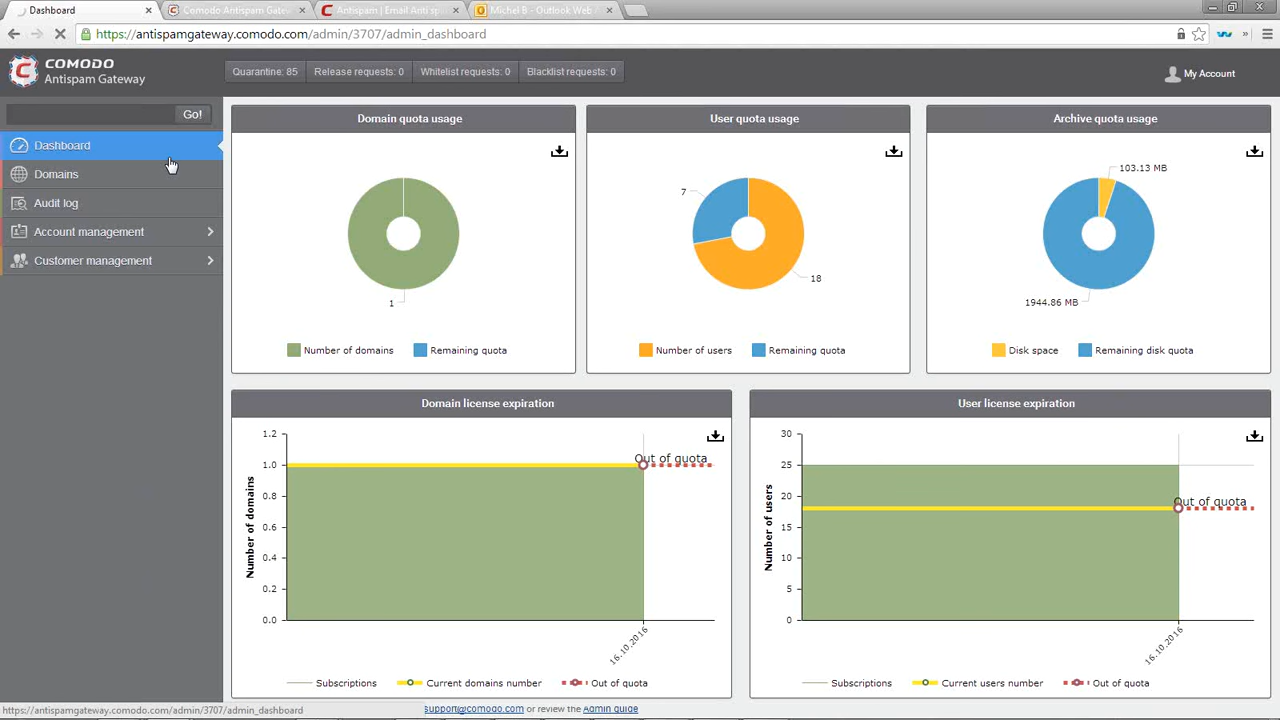 Dashboard
Comodo Antispam Gatew
Antispam | Email Anti sp
Michel B - Outlook Web A
https://antispamgateway.comodo.com/admin/3707/admin_dashboard
COMODO
Antispam Gateway
Quarantine: 85
Release requests: 0
Whitelist requests: 0
Blacklist requests: 0
My Account
Go!
Dashboard
Domains
Audit log
Account management
Customer management
Domain quota usage
1
Number of domains
Remaining quota
User quota usage
7
18
Number of users
Remaining quota
Archive quota usage
103.13 MB
1944.86 MB
Disk space
Remaining disk quota
Domain license expiration
Number of domains
1.2
1.0
0.8
0.6
0.4
0.2
0.0
Out of quota
16.10.2016
Subscriptions
Current domains number
Out of quota
User license expiration
Number of users
30
25
20
15
10
5
0
Out of quota
16.10.2016
Subscriptions
Current users number
Out of quota
https://antispamgateway.comodo.com/admin/3707/admin_dashboard
support@comodo.com or review the Admin guide